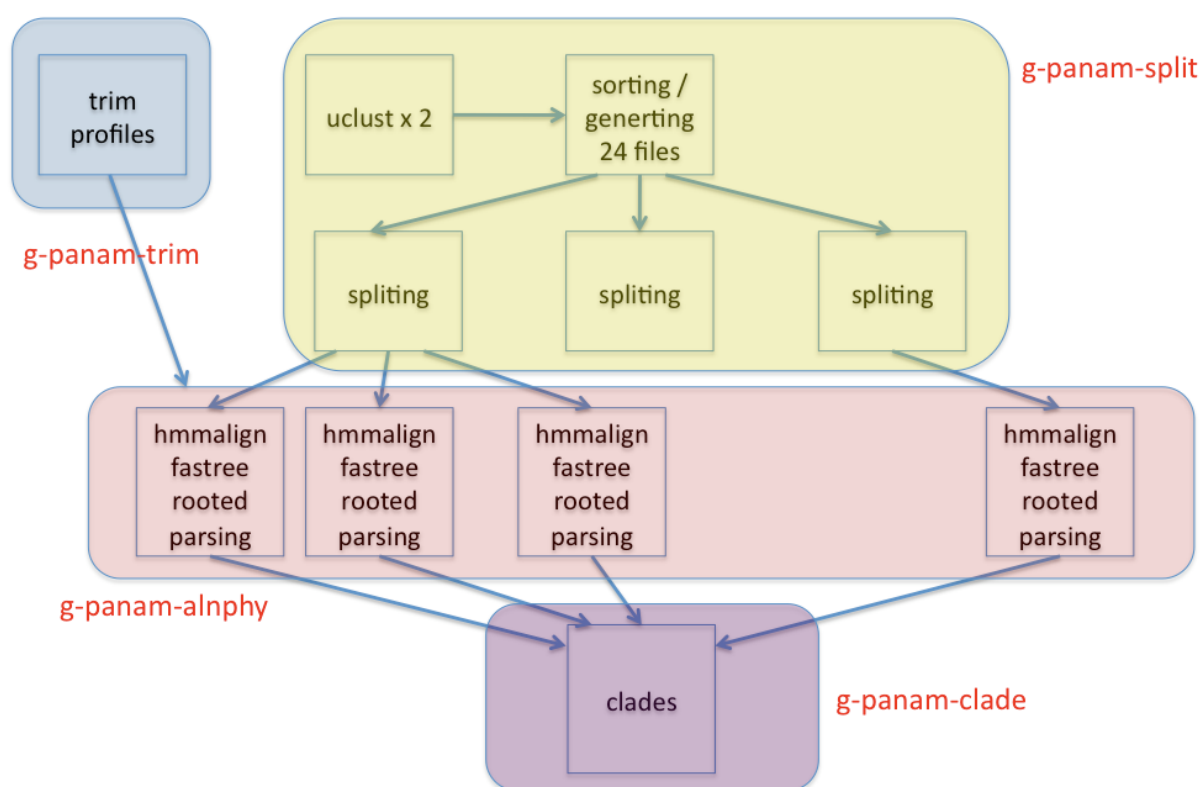 trim
profiles
g-panam-trim
uclust x 2
sorting /
generting
24 files
g-panam-split
spliting
spliting
spliting
hmmalign
fastree
rooted
parsing
hmmalign
fastree
rooted
parsing
hmmalign
fastree
rooted
parsing
hmmalign
fastree
rooted
parsing
g-panam-alnphy
clades
g-panam-clade